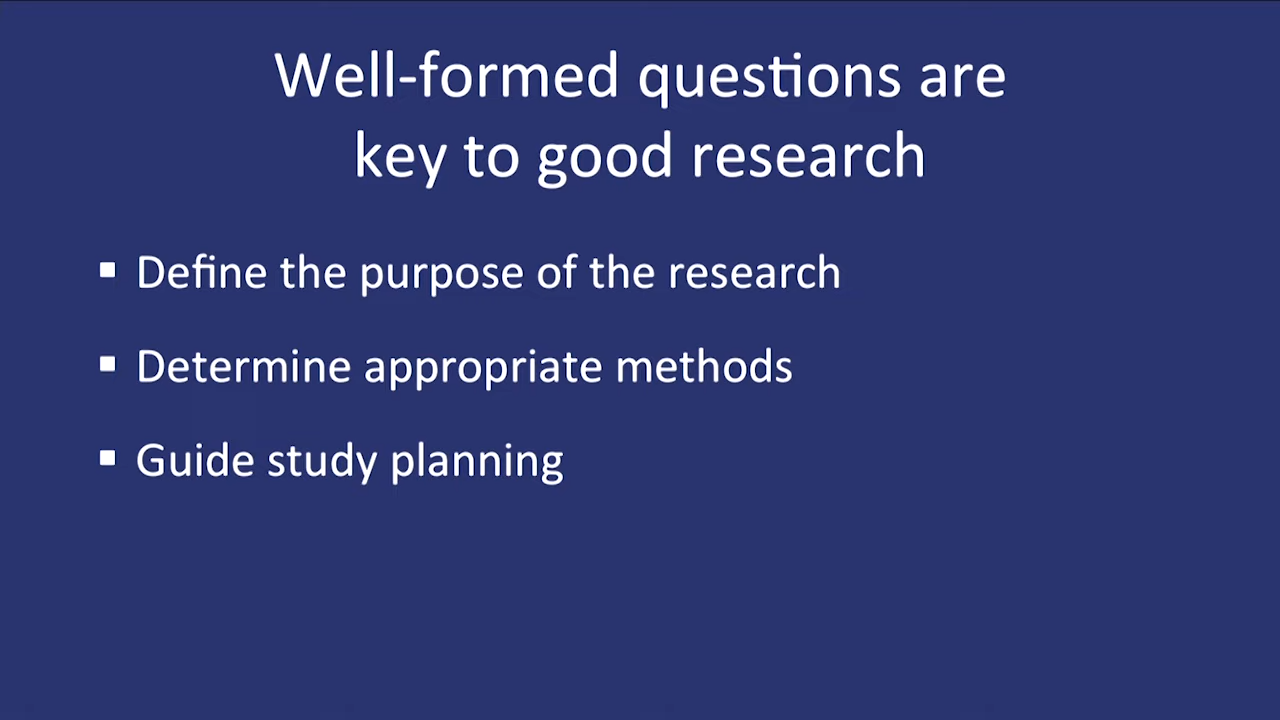 Well-formed questions are
key to good research
▪ Define the purpose of the research
▪ Determine appropriate methods
▪ Guide study planning